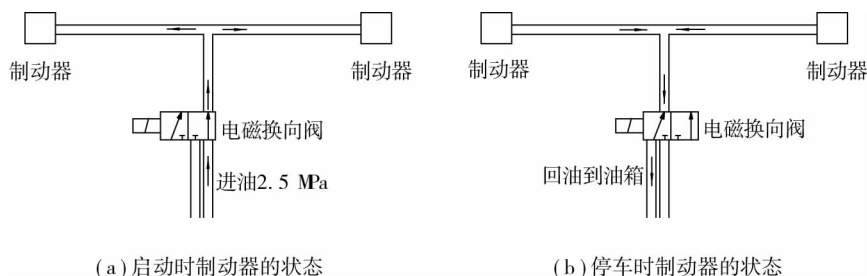 制动器
制动器
电磁换向阀
进油2.5 MPa
(a)启动时制动器的状态
制动器
制动器
电磁换向阀
回油到油箱
(b)停车时制动器的状态